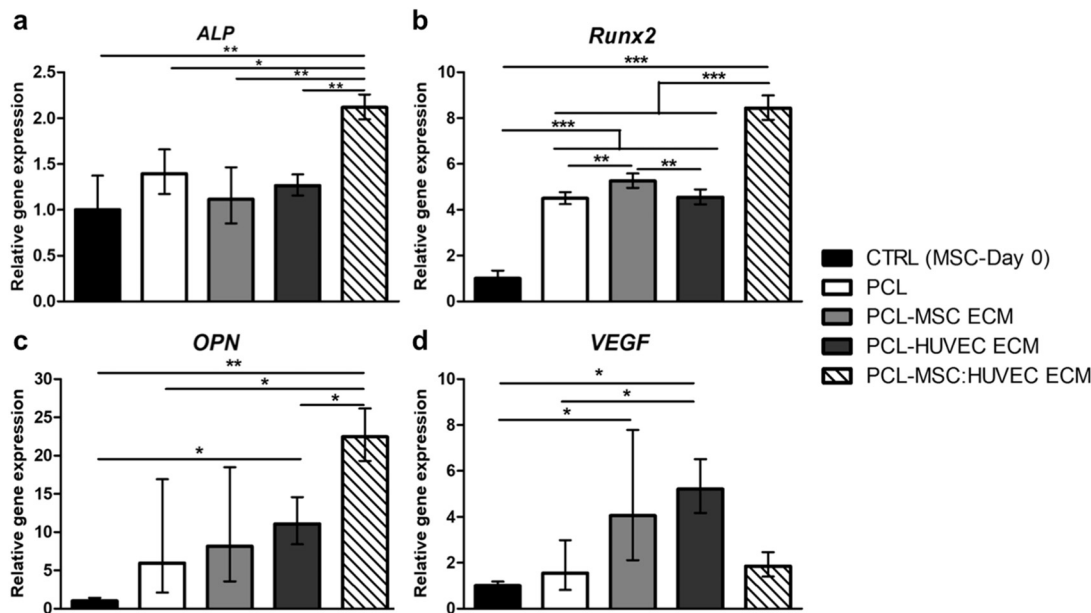 a
ALP
**
*
**
**
Relative gene expression
2.5
2.0
1.5
1.0
0.5
0.0
b
Runx2
***
***
***
**
**
Relative gene expression
10
8
6
4
2
0
c
OPN
**
*
*
*
Relative gene expression
30
25
20
15
10
5
0
d
VEGF
*
*
*
Relative gene expression
10
8
6
4
2
0
CTRL (MSC-Day 0)
PCL
PCL-MSC ECM
PCL-HUVEC ECM
PCL-MSC:HUVEC ECM